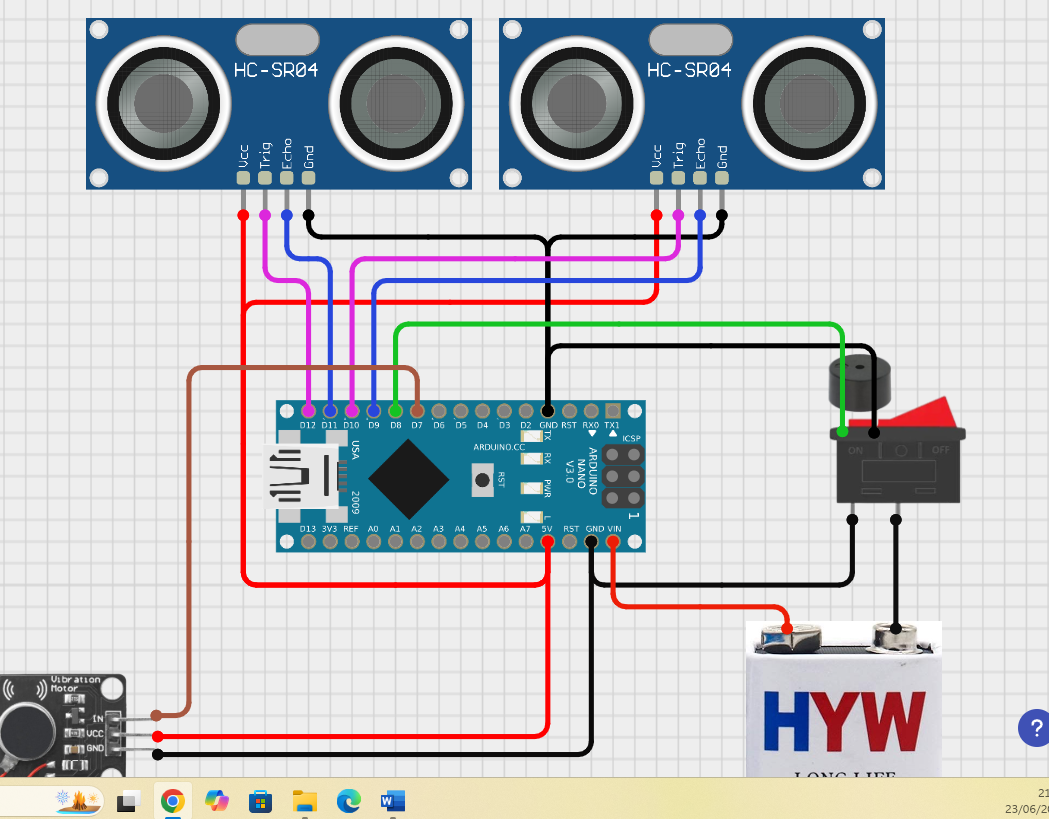 HC-SR04
Vcc Trig Echo Gnd
HC-SR04
Vcc Trig Echo Gnd
D12 D11 D10 D9 D8 D7 D6 D5 D4 D3 D2 GND RST RX0 TX1
TX
ICSP
ARDUINO.CC
USA
RX
RST
ARDUINO
NANO
V3.0
PWR
2009
L
1
D13 3V3 REF A0 A1 A2 A3 A4 A5 A6 A7 5V RST GND VIN
ON OFF
Vibration
Motor
IN
VCC
GND
HYW
LONG LIFE
?
21
23/06/20